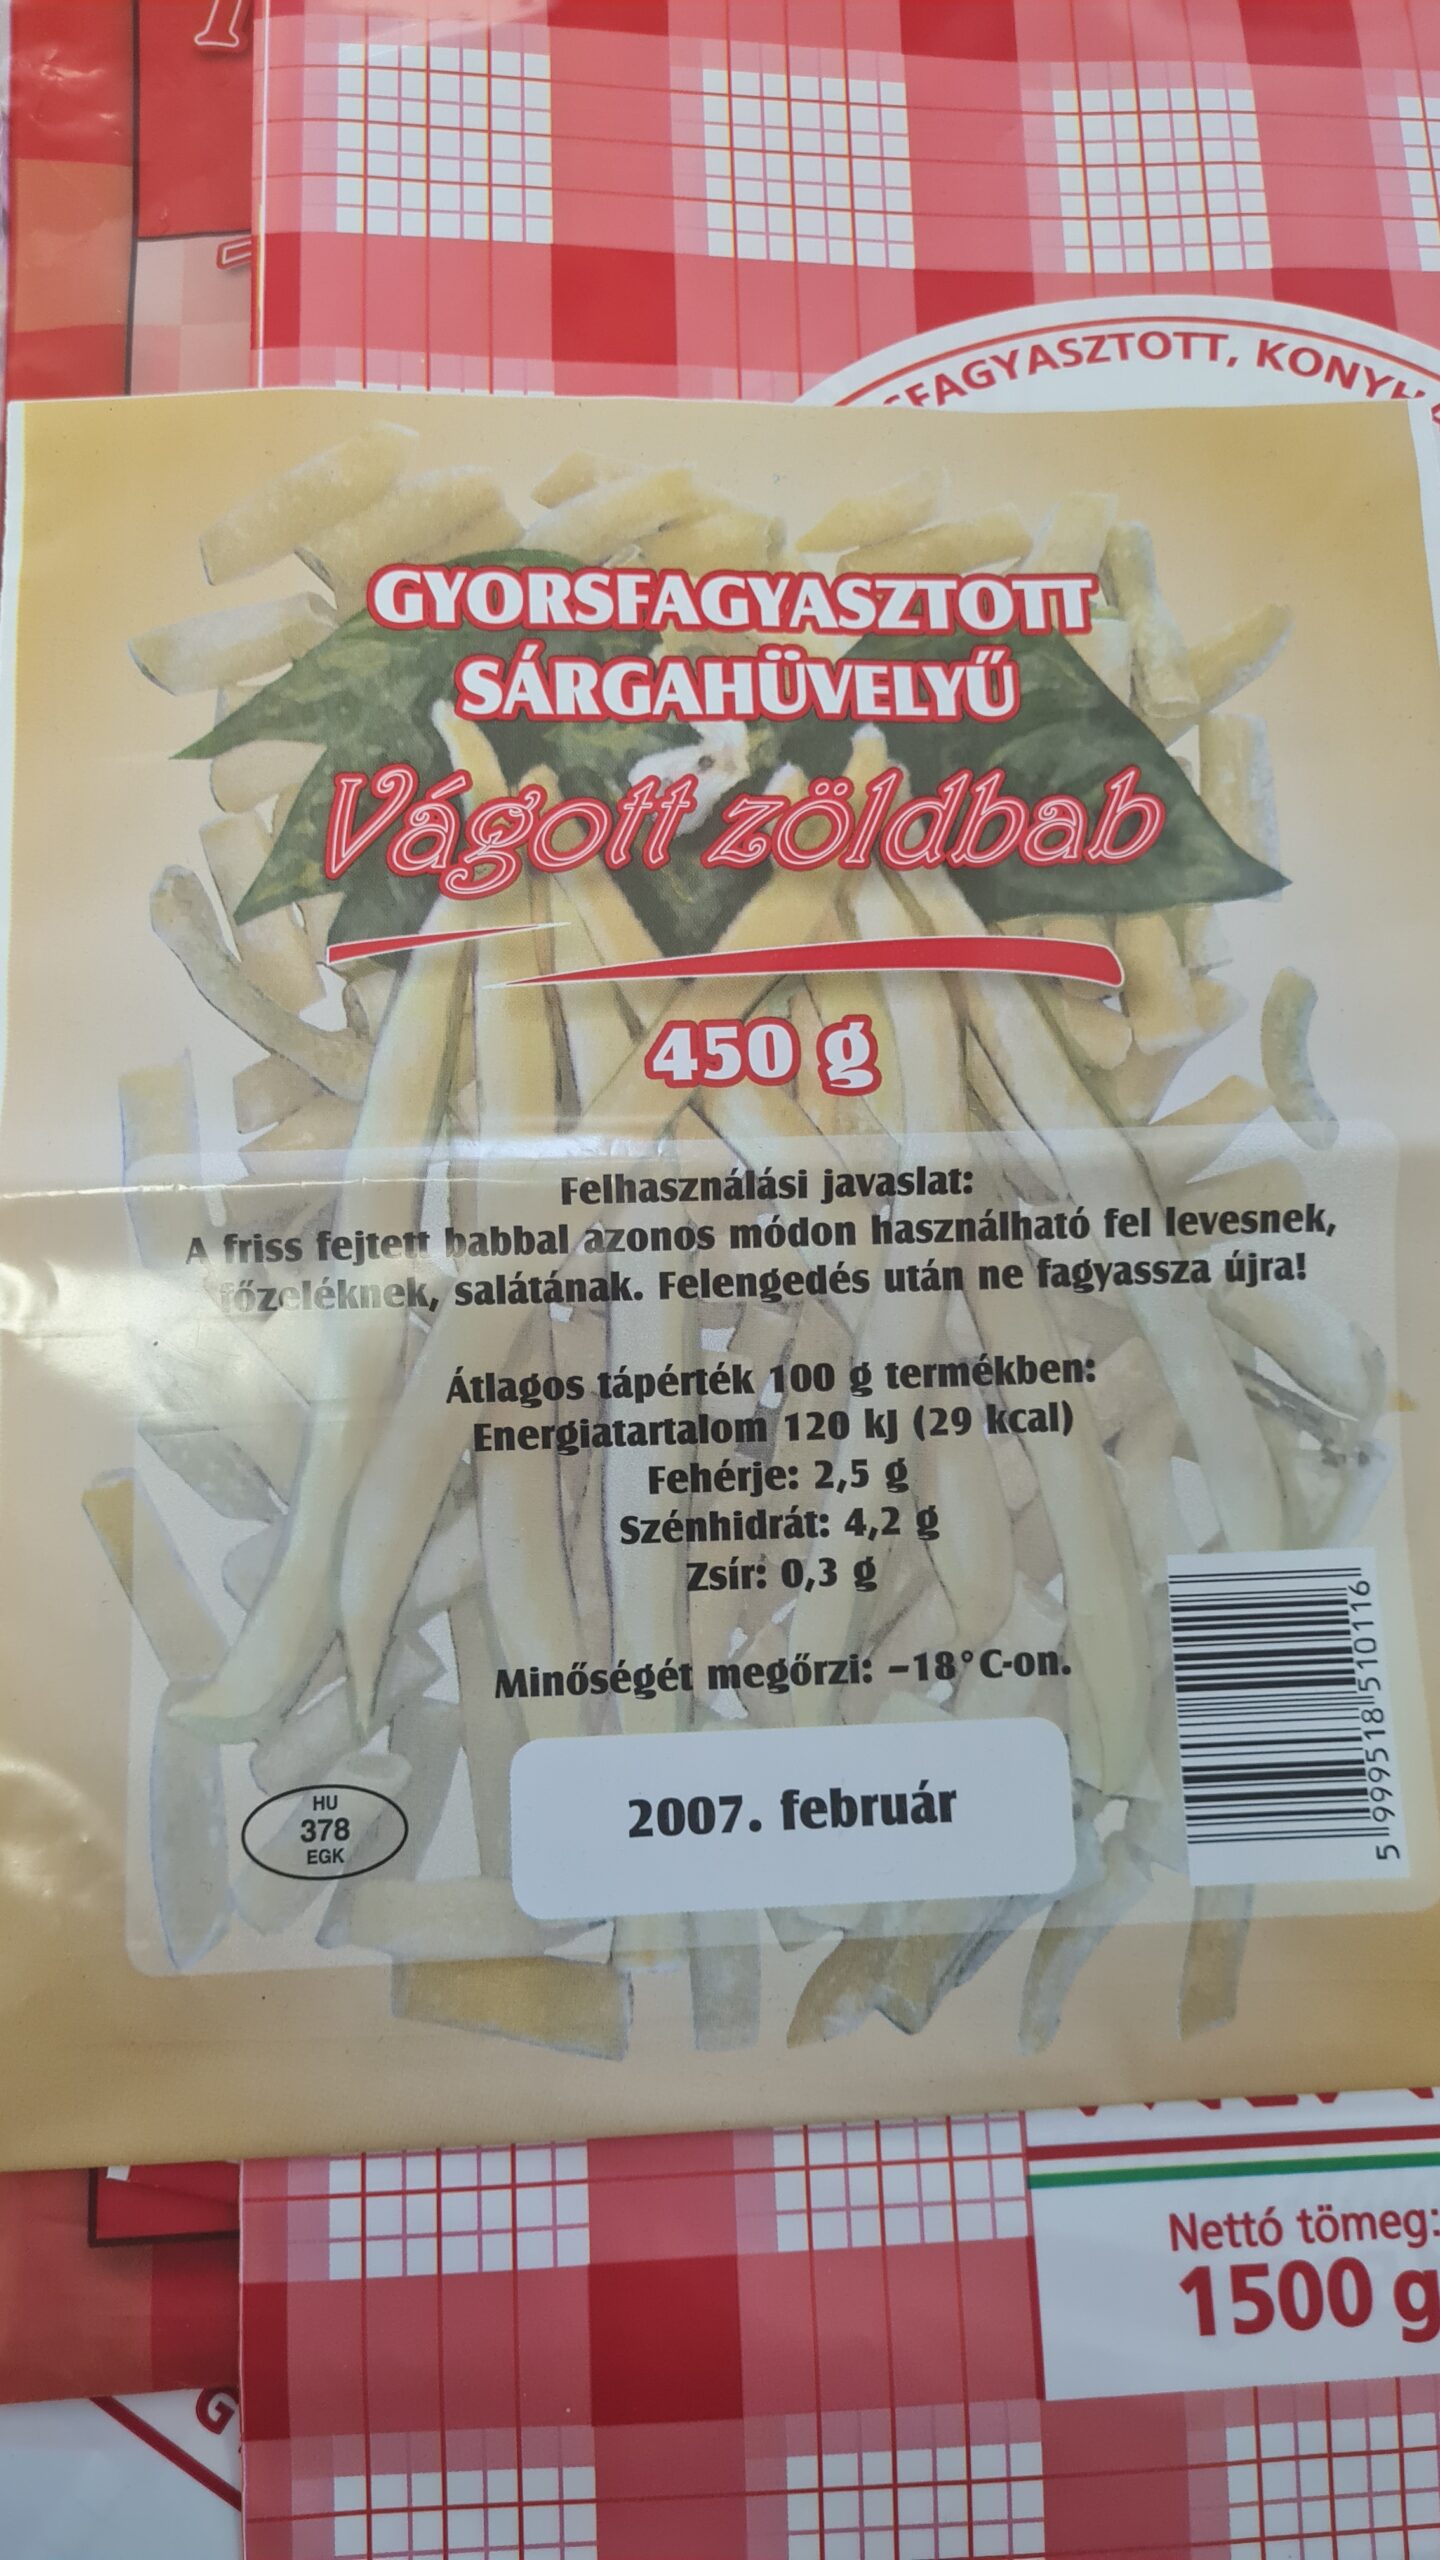 FAGYASZTOTT,
GYORSFAGYASZTOTT
SÁRGAHÜVELYŰ
Vágott zöldbab
450 g
Felhasználási javaslat:
A friss fejtett babbal azonos módon használható fel levesnek,
főzeléknek, salátának. Felengedés után ne fagyassza újra!
Átlagos tápérték 100 g termékben:
Energiatartalom 120 kJ (29 kcal)
Fehérje: 2,5 g
Szénhidrát: 4,2 g
Zsír: 0,3 g
Minőségét megőrzi: –18°C-on.
2007. február
HU
378
EGK
5 999518 510116
Nettó tömeg:
1500 g